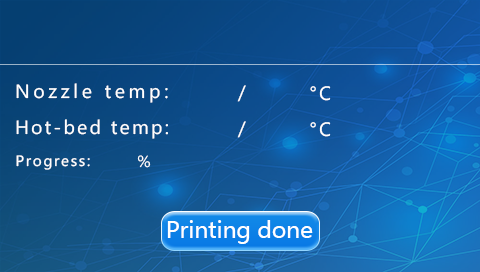 Nozzle temp: / °C
Hot-bed temp: / °C
Progress: %
Printing done